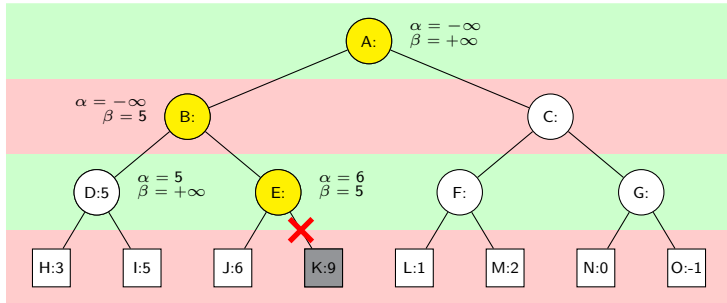 A:
α = −∞
β = +∞
α = −∞
β = 5
B:
C:
D:5
α = 5
β = +∞
E:
α = 6
β = 5
F:
G:
H:3
I:5
J:6
K:9
L:1
M:2
N:0
O:-1